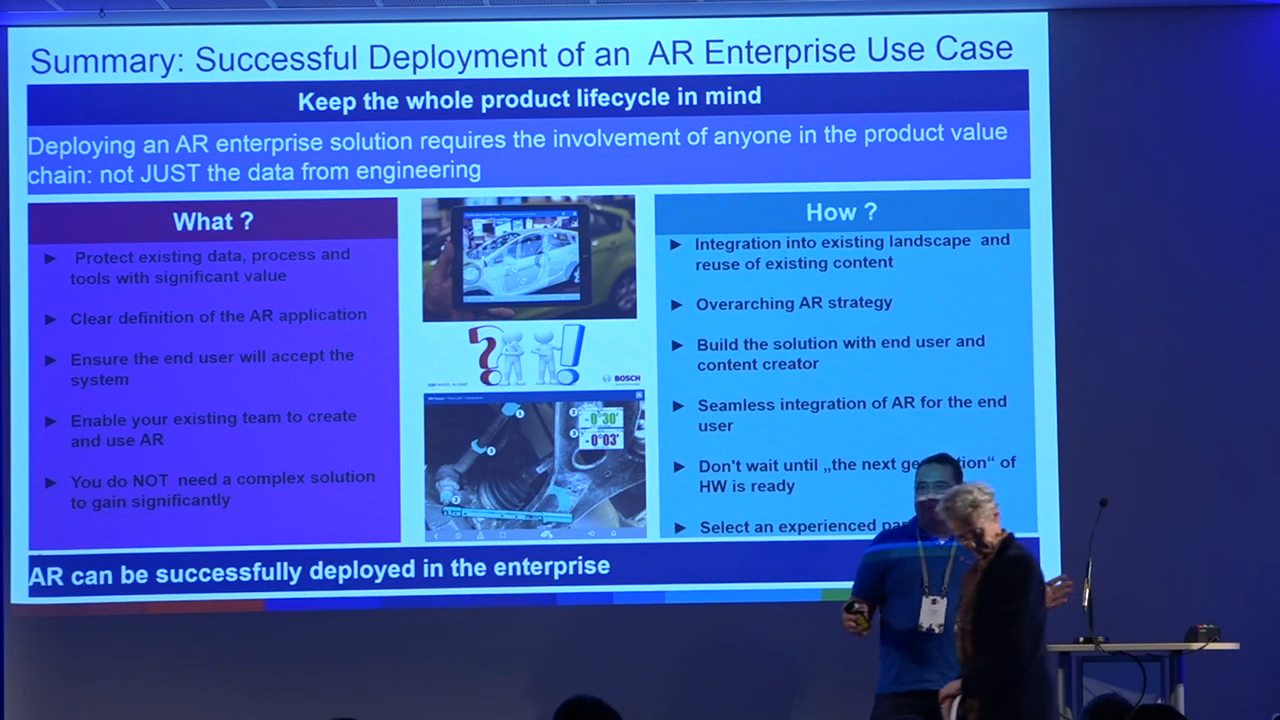 Summary: Successful Deployment of an AR Enterprise Use Case
Keep the whole product lifecycle in mind
Deploying an AR enterprise solution requires the involvement of anyone in the product value
chain: not JUST the data from engineering
What ?
Protect existing data, process and
tools with significant value
Clear definition of the AR application
Ensure the end user will accept the
system
Enable your existing team to create
and use AR
You do NOT need a complex solution
to gain significantly
BOSCH
-0°30'
-0°03'
How ?
Integration into existing landscape and
reuse of existing content
Overarching AR strategy
Build the solution with end user and
content creator
Seamless integration of AR for the end
user
Don't wait until „the next of
HW is ready
Select an experienced
AR can be successfully deployed in the enterprise